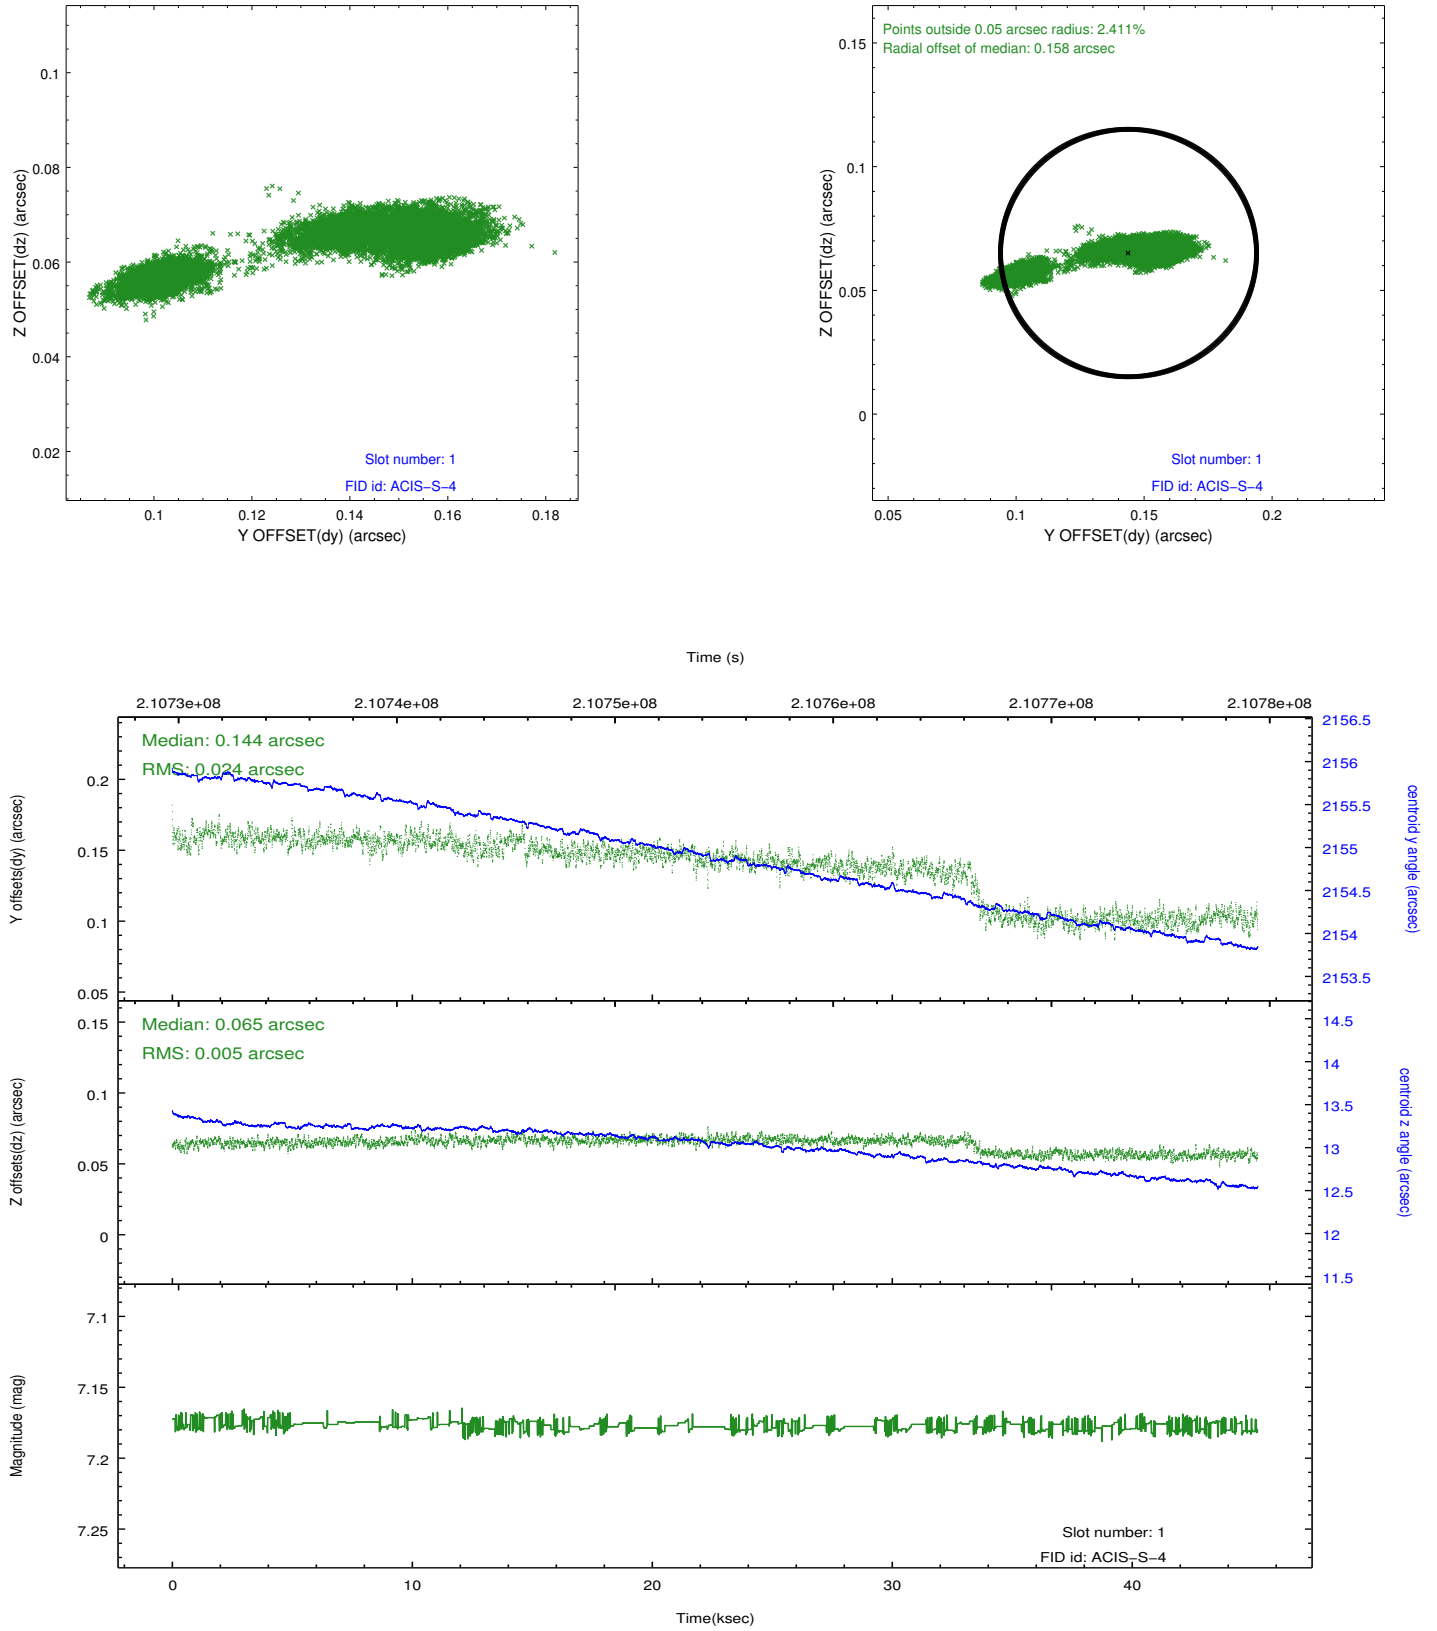 0.1
0.08
0.06
0.04
0.02
Z OFFSET(dz) (arcsec)
Slot number: 1
FID id: ACIS−S−4
0.1 0.12 0.14 0.16 0.18
Y OFFSET(dy) (arcsec)
Points outside 0.05 arcsec radius: 2.411%
Radial offset of median: 0.158 arcsec
0.15
0.1
0.05
0
Z OFFSET(dz) (arcsec)
Slot number: 1
FID id: ACIS−S−4
0.05 0.1 0.15 0.2
Y OFFSET(dy) (arcsec)
Time (s)
2.1073e+08 2.1074e+08 2.1075e+08 2.1076e+08 2.1077e+08 2.1078e+08
Median: 0.144 arcsec
RMS: 0.024 arcsec
0.2
0.15
0.1
0.05
Y offsets(dy) (arcsec)
2156.5
2156
2155.5
2155
2154.5
2154
2153.5
centroid y angle (arcsec)
Median: 0.065 arcsec
RMS: 0.005 arcsec
0.15
0.1
0.05
0
Z offsets(dz) (arcsec)
14.5
14
13.5
13
12.5
12
11.5
centroid z angle (arcsec)
7.1
7.15
7.2
7.25
Magnitude (mag)
Slot number: 1
FID id: ACIS−S−4
0 10 20 30 40
Time(ksec)